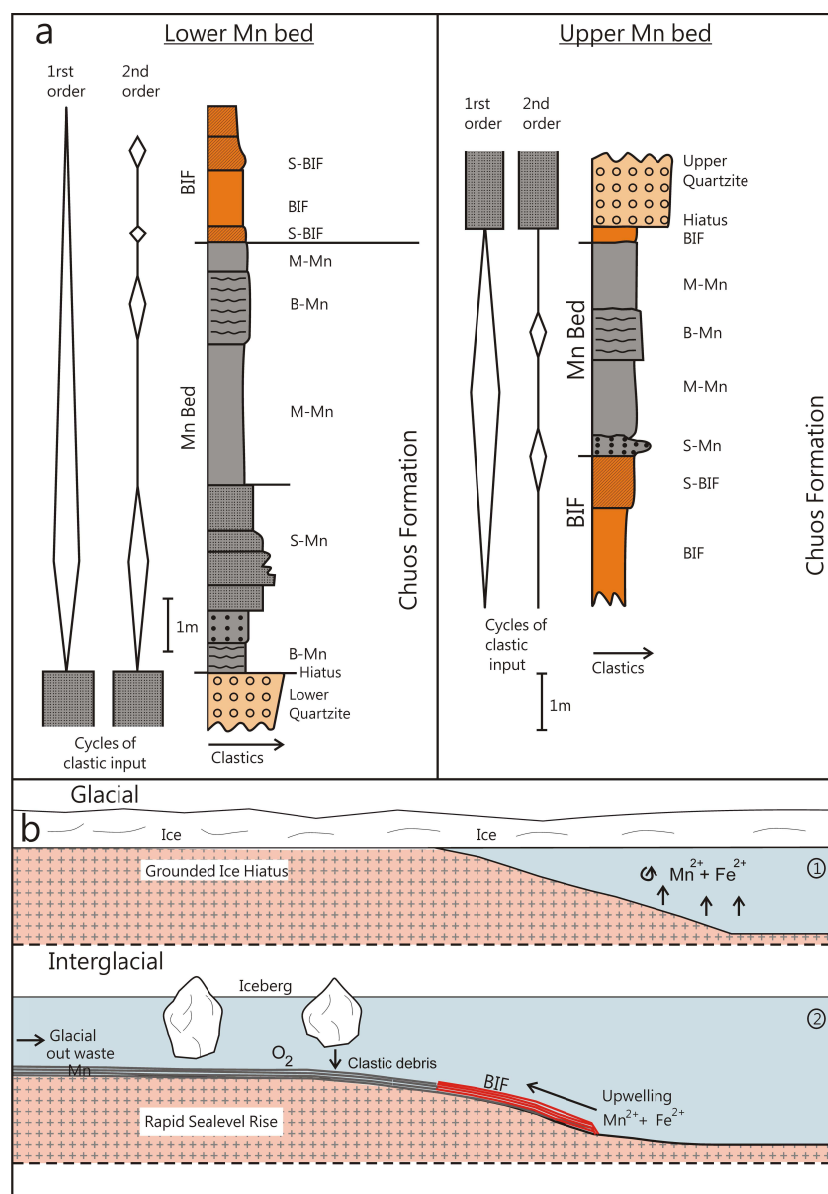 a
Lower Mn bed
1rst
order
2nd
order
BIF
S-BIF
BIF
S-BIF
M-Mn
B-Mn
Mn Bed
M-Mn
S-Mn
1m
B-Mn
Hiatus
Lower
Quartzite
Chuos Formation
Cycles of
clastic input
Clastics
Upper Mn bed
1rst
order
2nd
order
Upper
Quartzite
Hiatus
BIF
Mn Bed
M-Mn
B-Mn
M-Mn
S-Mn
S-BIF
BIF
BIF
Chuos Formation
Cycles of
clastic
input
Clastics
1m
Glacial
b
Ice
Ice
Grounded Ice Hiatus
Mn2+ + Fe2+
1
Interglacial
Iceberg
2
Glacial
out waste
Mn
O2
Clastic debris
BIF
Upwelling
Mn2+ + Fe2+
Rapid Sealevel Rise